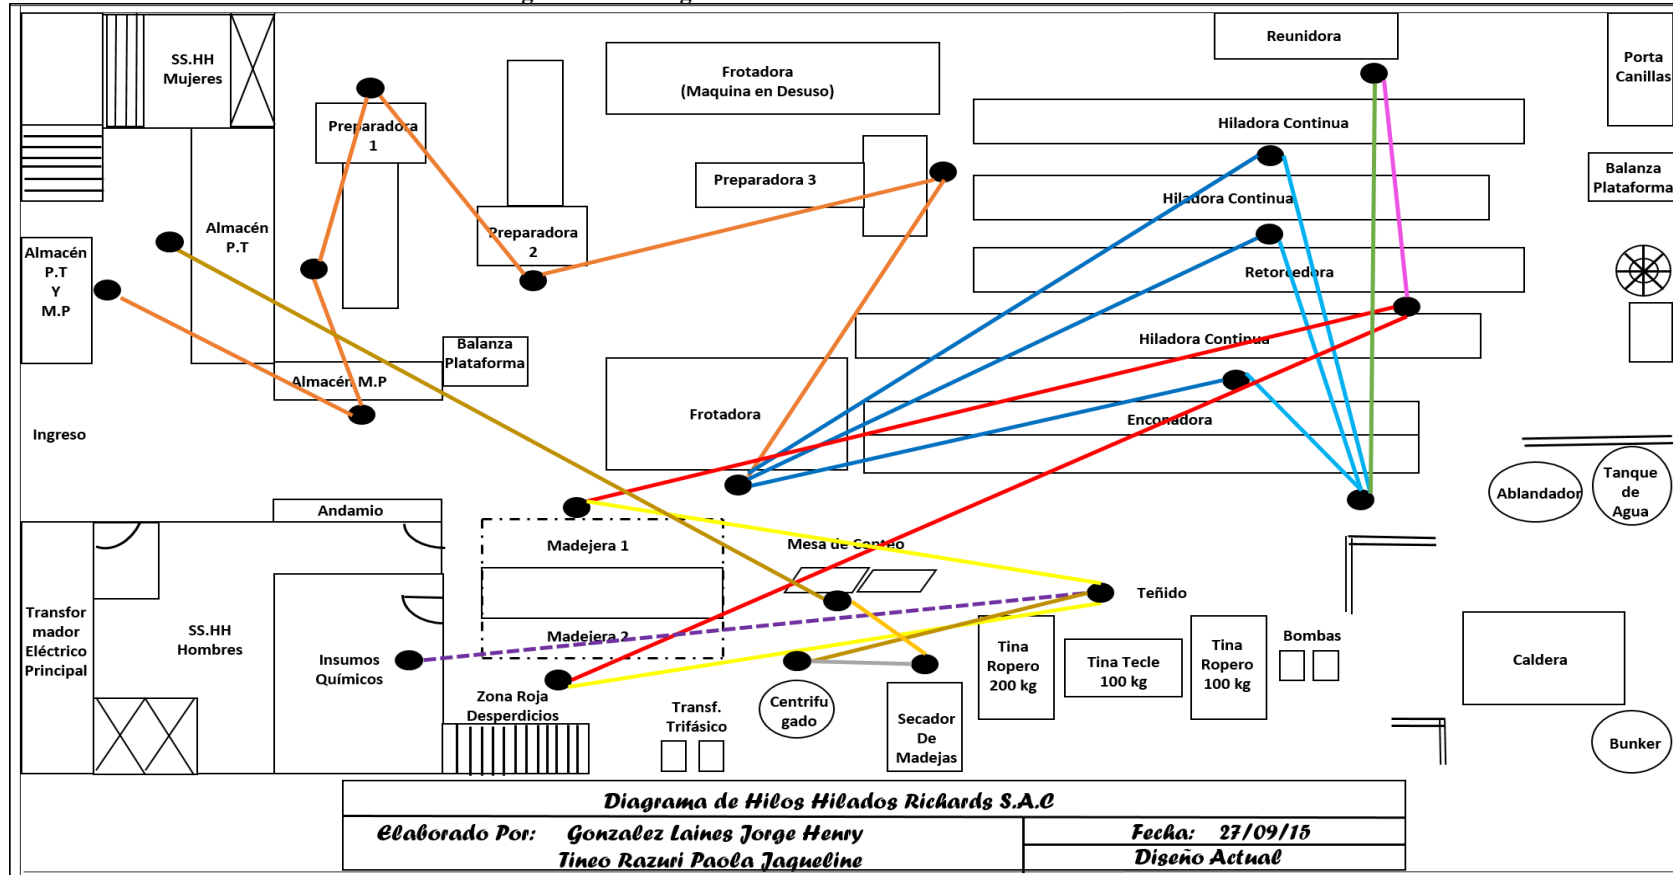 Reunidora
SS.HH
Mujeres
Frotadora
(Maquina en Desuso)
Porta
Canillas
Preparadora
1
Hiladora Continua
Preparadora 3
Balanza
Plataforma
Hiladora Continua
Almacén
P.T
Preparadora
2
Almacén
P.T
Y
M.P
Retorcedora
Balanza
Plataforma
Hiladora Continua
Almacén M.P
Frotadora
Enconadora
Ingreso
Ablandador
Tanque
de
Agua
Andamio
Madejera 1
Mesa de Conteo
Teñido
Transfor
mador
Eléctrico
Principal
SS.HH
Hombres
Madejera 2
Insumos
Químicos
Tina
Ropero
200 kg
Tina Tecle
100 kg
Tina
Ropero
100 kg
Bombas
Caldera
Zona Roja
Desperdicios
Transf.
Trifásico
Centrifu
gado
Secador
De
Madejas
Bunker
Diagrama de Hilos Hilados Richards S.A.C
Elaborado Por: Gonzalez Laines Jorge Henry
Tineo Razuri Paola Jaqueline
Fecha: 27/09/15
Diseño Actual